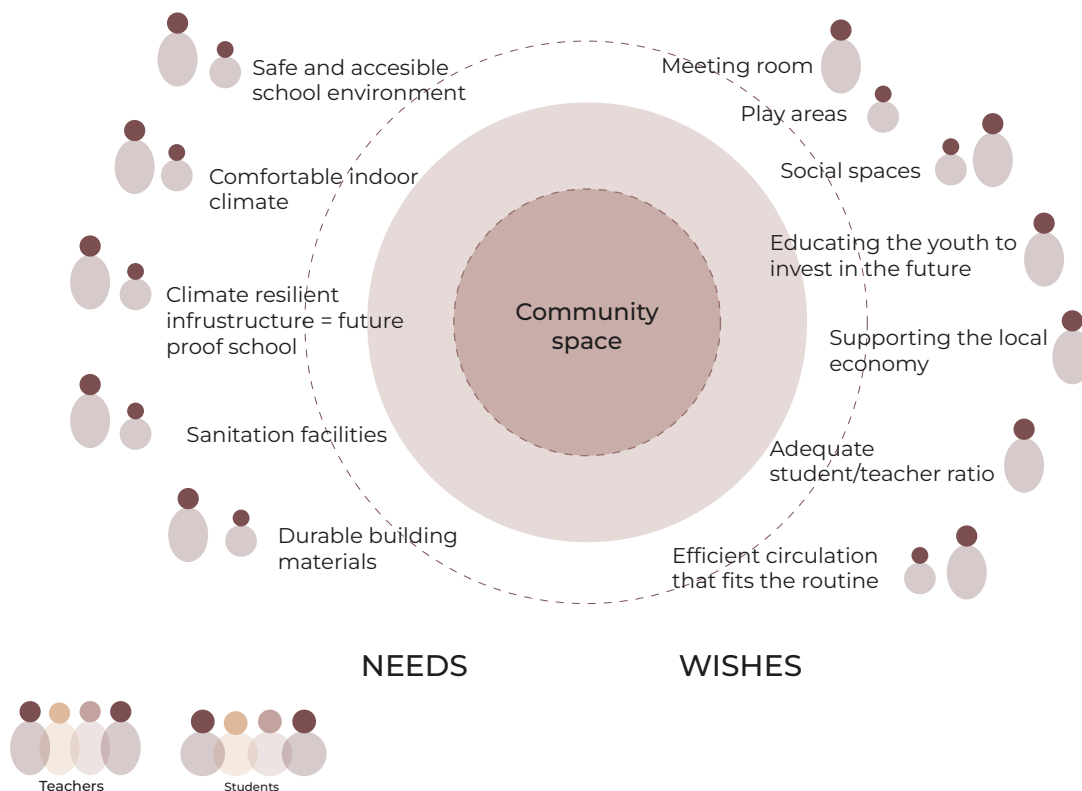 Safe and accesible
school environment
Comfortable indoor
climate
Climate resilient
infrustructure = future
proof school
Sanitation facilities
Durable building
materials
Community
space
Meeting room
Play areas
Social spaces
Educating the youth to
invest in the future
Supporting the local
economy
Adequate
student/teacher ratio
Efficient circulation
that fits the routine
NEEDS
WISHES
Teachers
Students